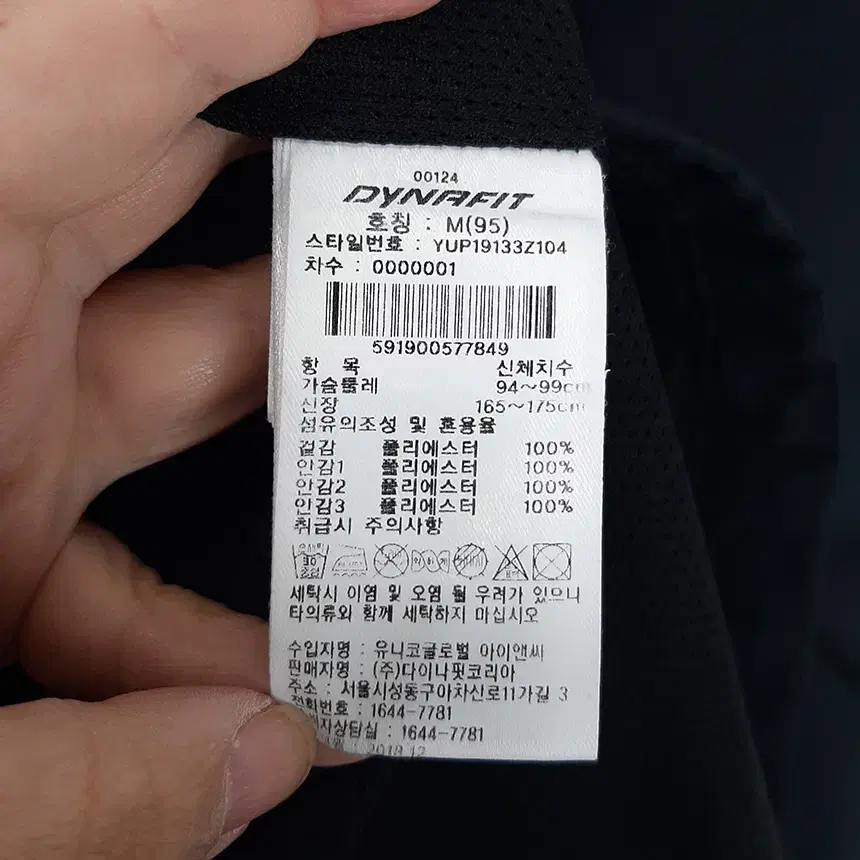 00124
DYNAFIT
호칭 : M(95)
스타일번호 : YUP19133Z104
차수 : 0000001
591900577849
항 목 신체치수
가슴둘레 94~99cm
신장 165~175cm
섬유의조성 및 혼용율
겉감 폴리에스터 100%
안감1 폴리에스터 100%
안감2 폴리에스터 100%
안감3 폴리에스터 100%
취급시 주의사항
세탁시 이염 및 오염 될 우려가 있으니
타의류와 함께 세탁하지 마십시오
수입자명 : 유니코글로벌 아이앤씨
판매자명 : (주)다이나핏코리아
주소 : 서울시성동구아차산로11가길 3
전화번호 : 1644-7781
자상담실 : 1644-7781
2018.12